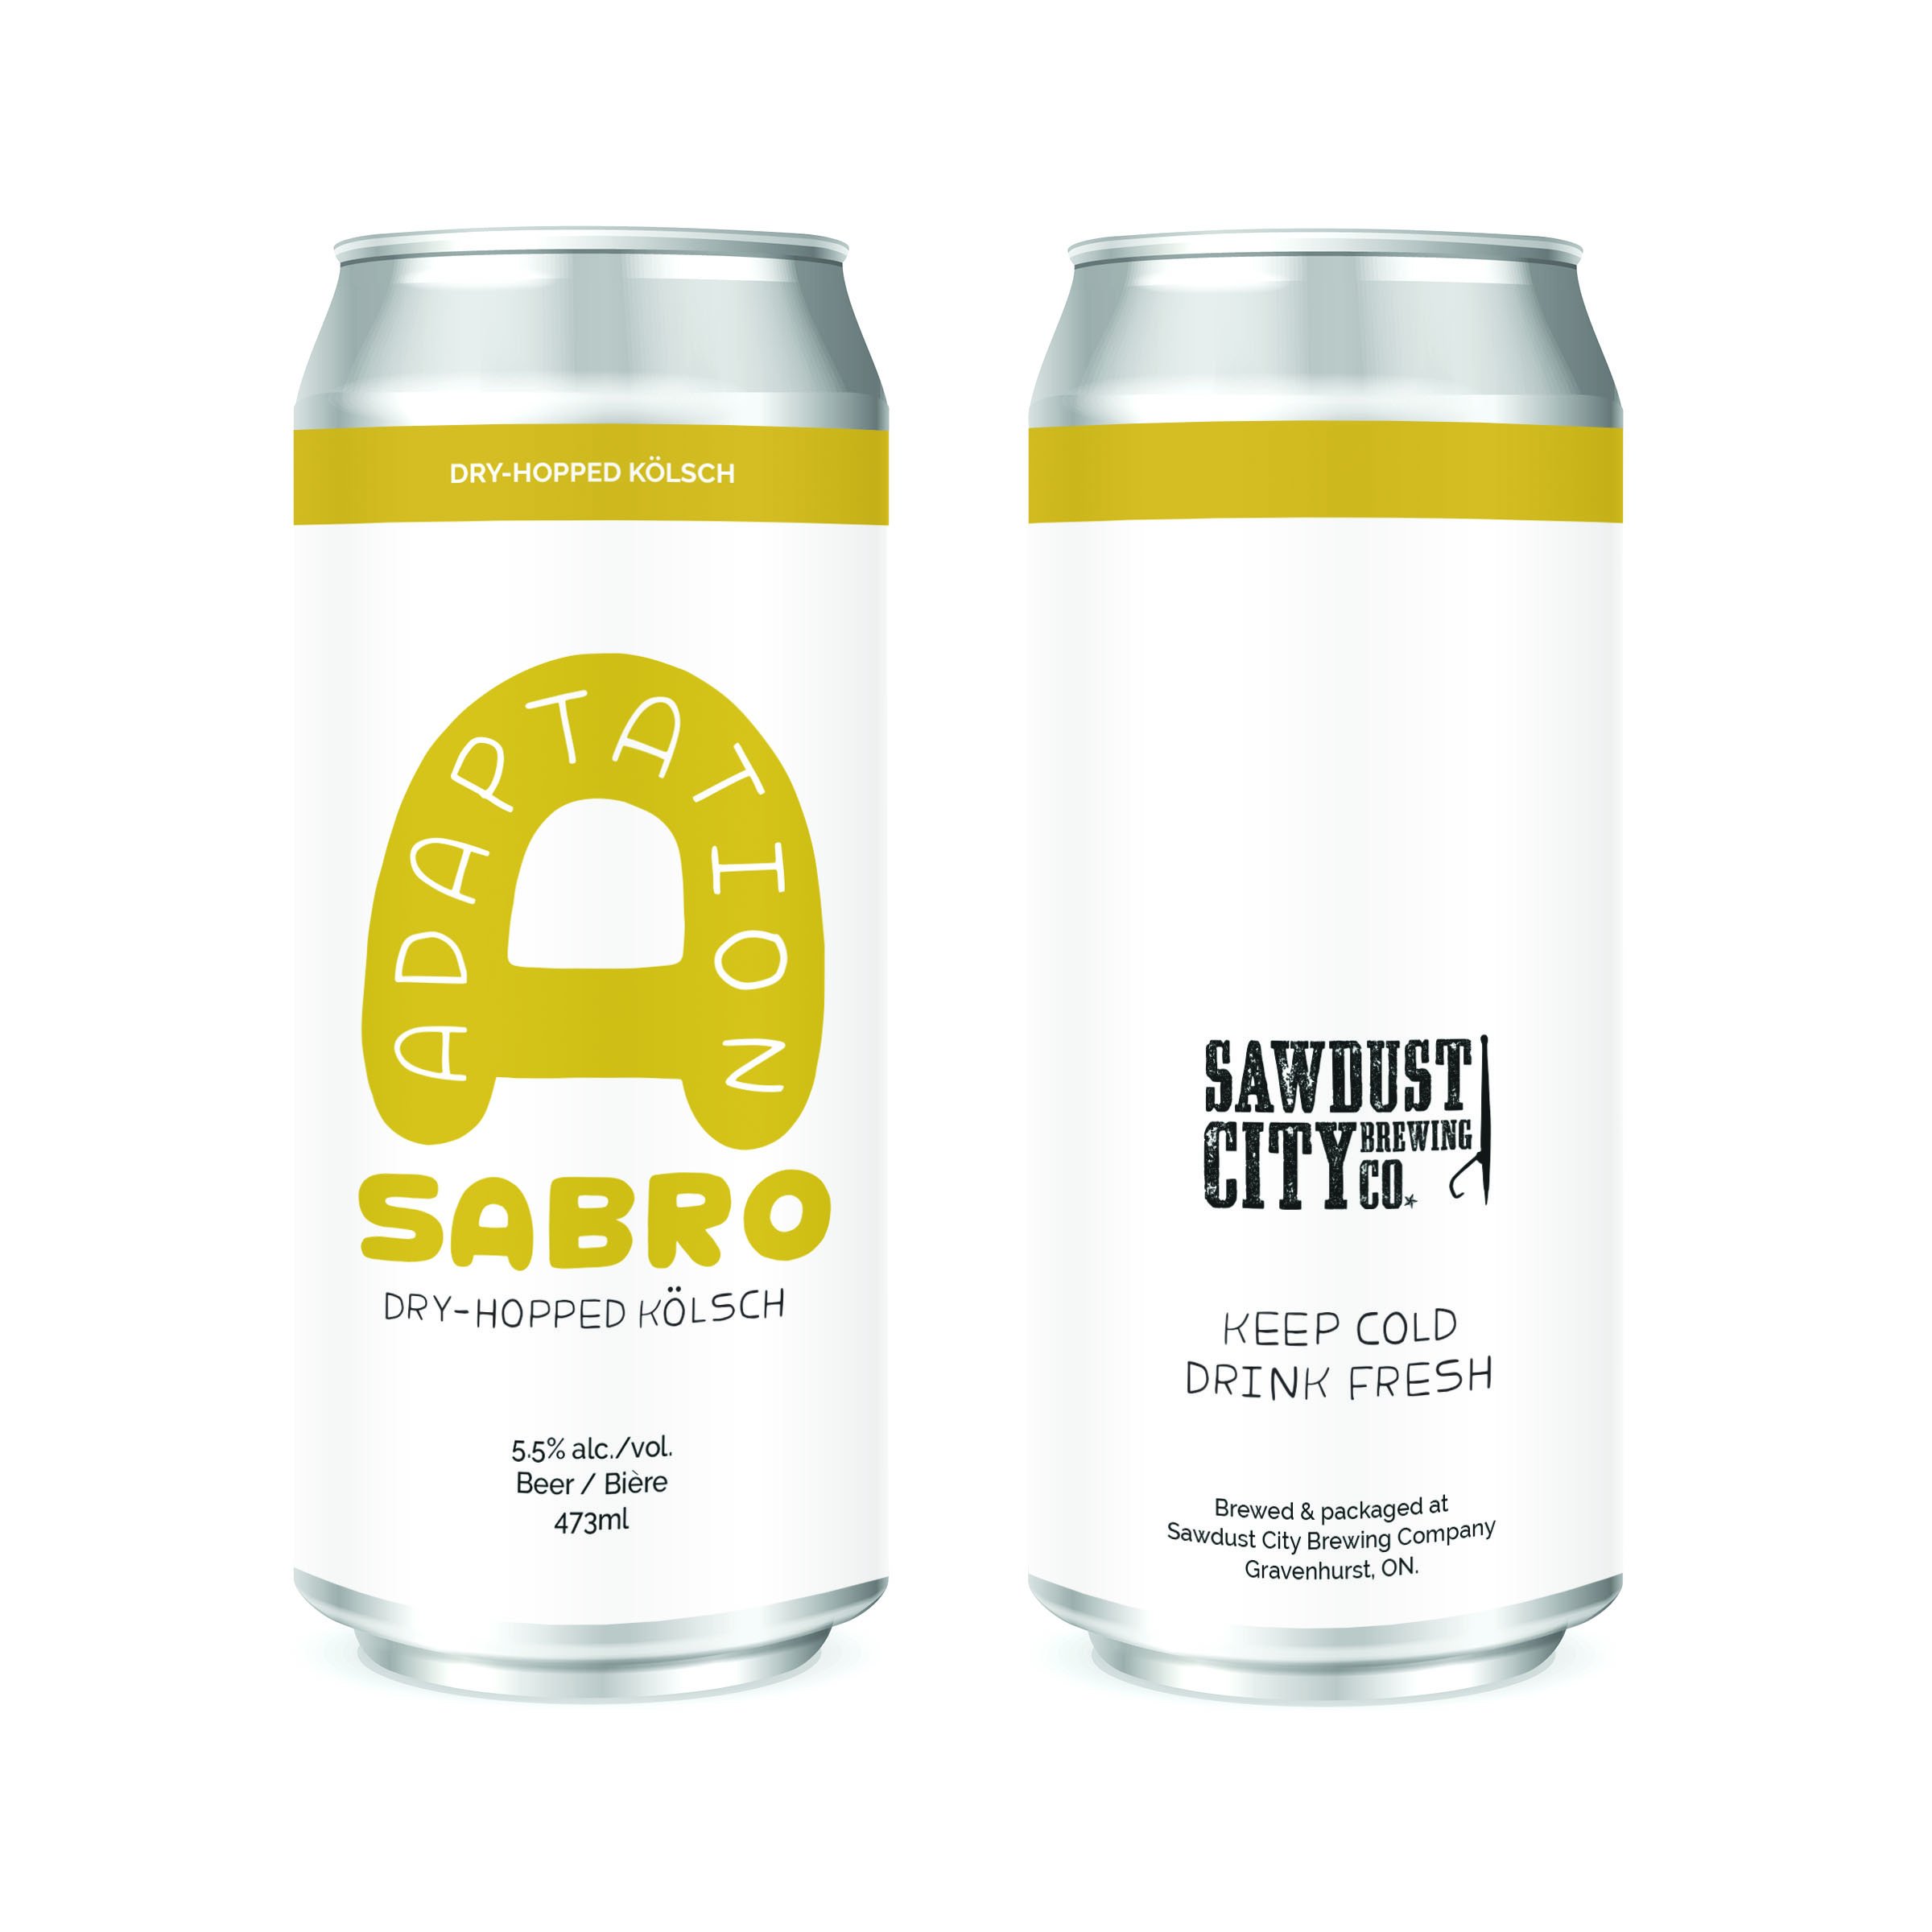 DRY-HOPPED KÖLSCH
ADAPTATION
SABRO
DRY-HOPPED KÖLSCH
5.5% alc./vol.
Beer / Bière
473ml
SAWDUST
CITY BREWING
CO.
KEEP COLD
DRINK FRESH
Brewed & packaged at
Sawdust City Brewing Company
Gravenhurst, ON.